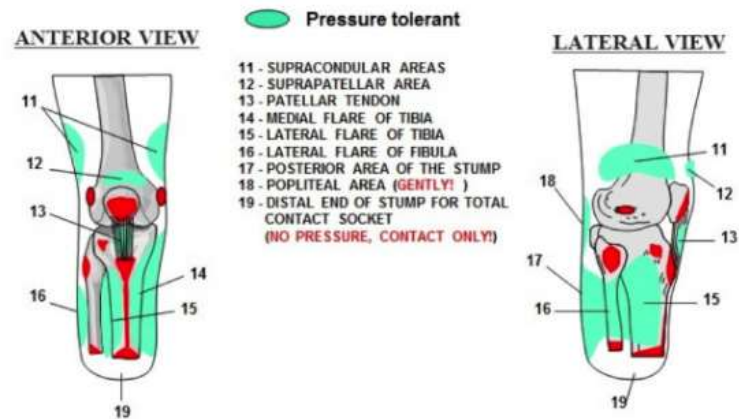 Pressure tolerant
ANTERIOR VIEW
LATERAL VIEW
11 - SUPRACONDULAR AREAS
12 - SUPRAPATELLAR AREA
13 - PATELLAR TENDON
14 - MEDIAL FLARE OF TIBIA
15 - LATERAL FLARE OF TIBIA
16 - LATERAL FLARE OF FIBULA
17 - POSTERIOR AREA OF THE STUMP
18 - POPLITEAL AREA (GENTLY! )
19 - DISTAL END OF STUMP FOR TOTAL
CONTACT SOCKET
(NO PRESSURE, CONTACT ONLY!)
11
12
13
14
15
16
19
11
12
18
13
17
15
16
19